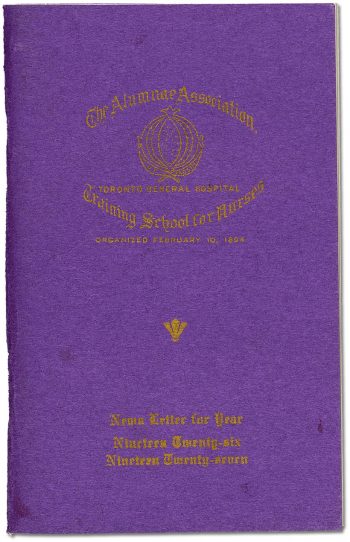 The Alumnae Association,
TORONTO GENERAL HOSPITAL
Training School for Nurses
ORGANIZED FEBRUARY 10, 1894
News Letter for Year
Nineteen Twenty-six
Nineteen Twenty-seven